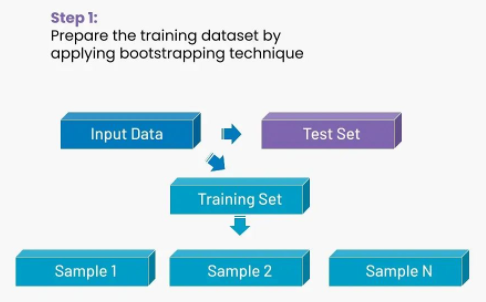 Step 1:
Prepare the training dataset by
applying bootstrapping technique
Input Data
Test Set
Training Set
Sample 1
Sample 2
Sample N